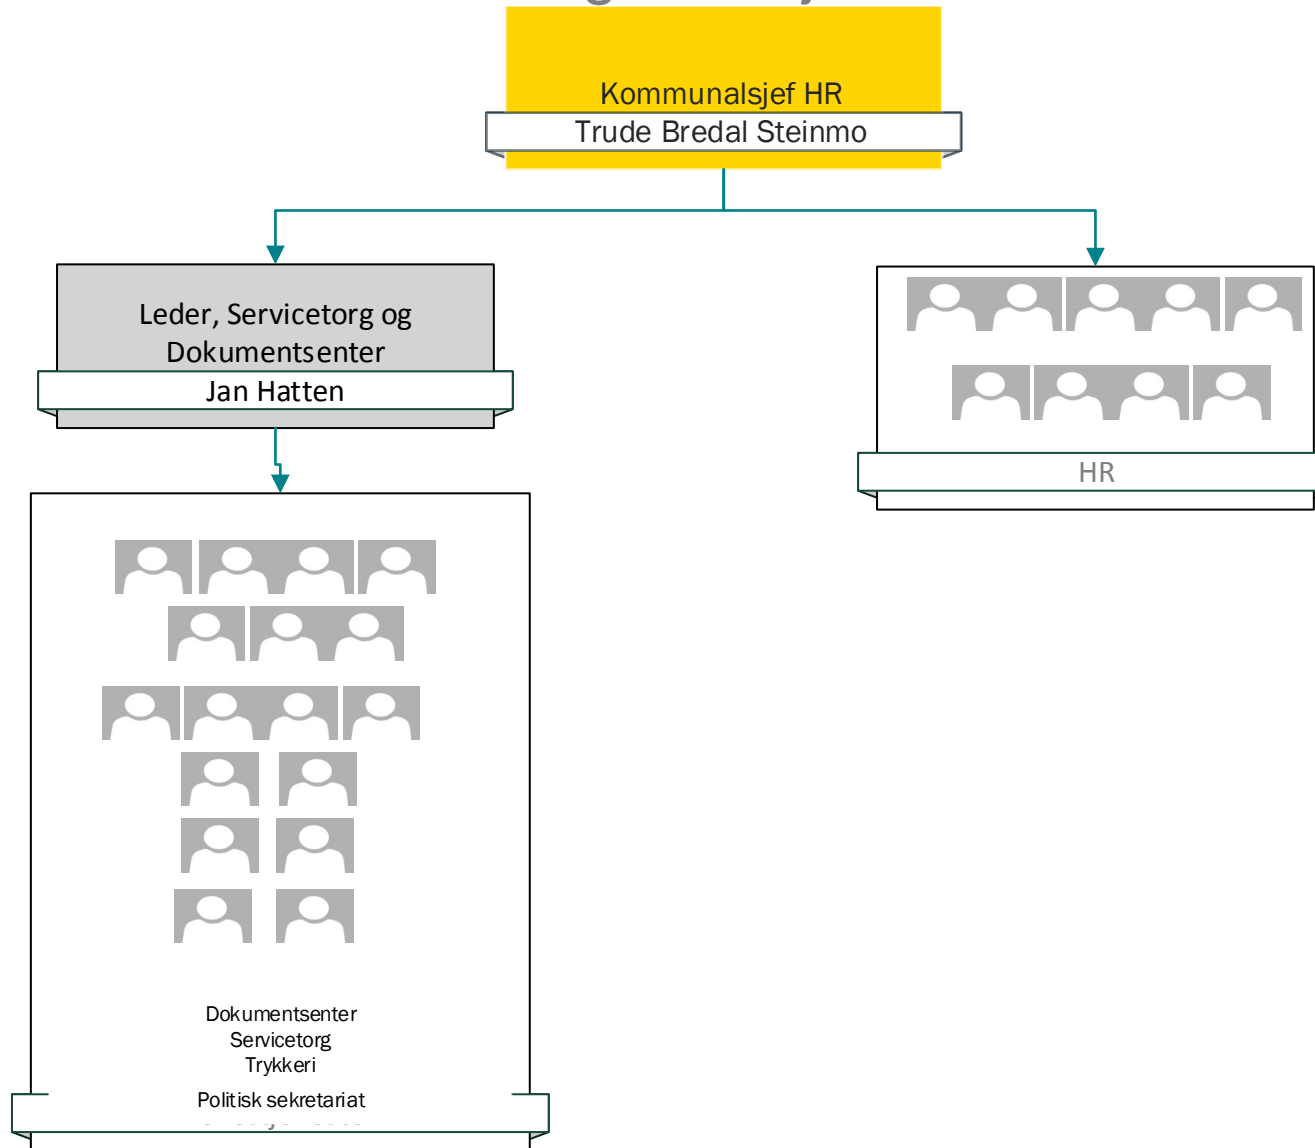 Kommunalsjef HR
Trude Bredal Steinmo
Leder, Servicetorg og
Dokumentsenter
Jan Hatten
HR
Dokumentsenter
Servicetorg
Trykkeri
Politisk sekretariat